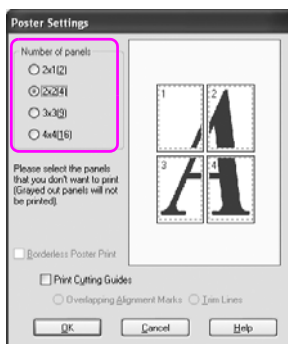 Poster Settings
Number of panels
2x1(2)
2x2(4)
3x3(9)
4x4(16)
1 2
3 4
Please select the panels
that you don't want to print
(Grayed out panels will not
be printed).
Borderless Poster Print
Print Cutting Guides
Overlapping Alignment Marks Trim Lines
OK Cancel Help